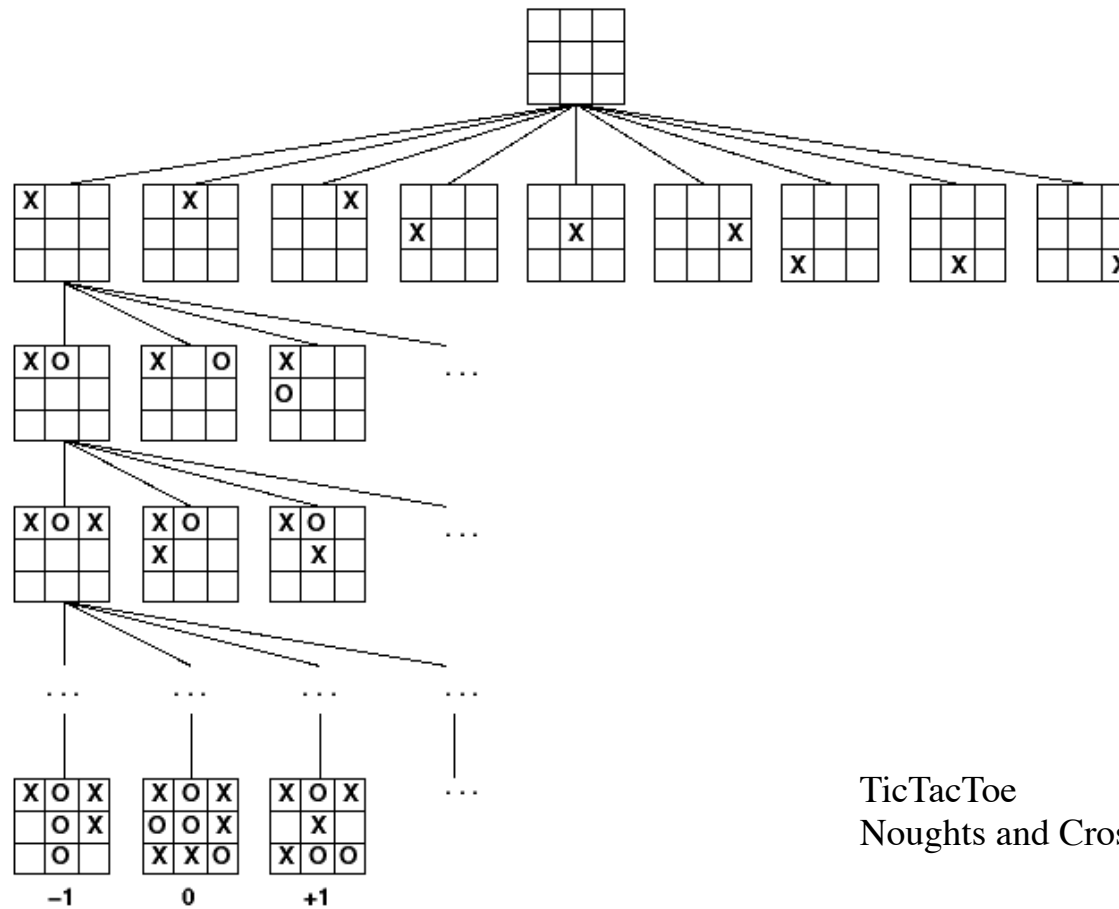 X X X X X X X X X
X O X O X O ...
X O X X O X X O X ...
... ... ... ...
X O X X O X X O X ...
O X O O X X
O X X O X O O
−1 0 +1
TicTacToe
Noughts and Cros